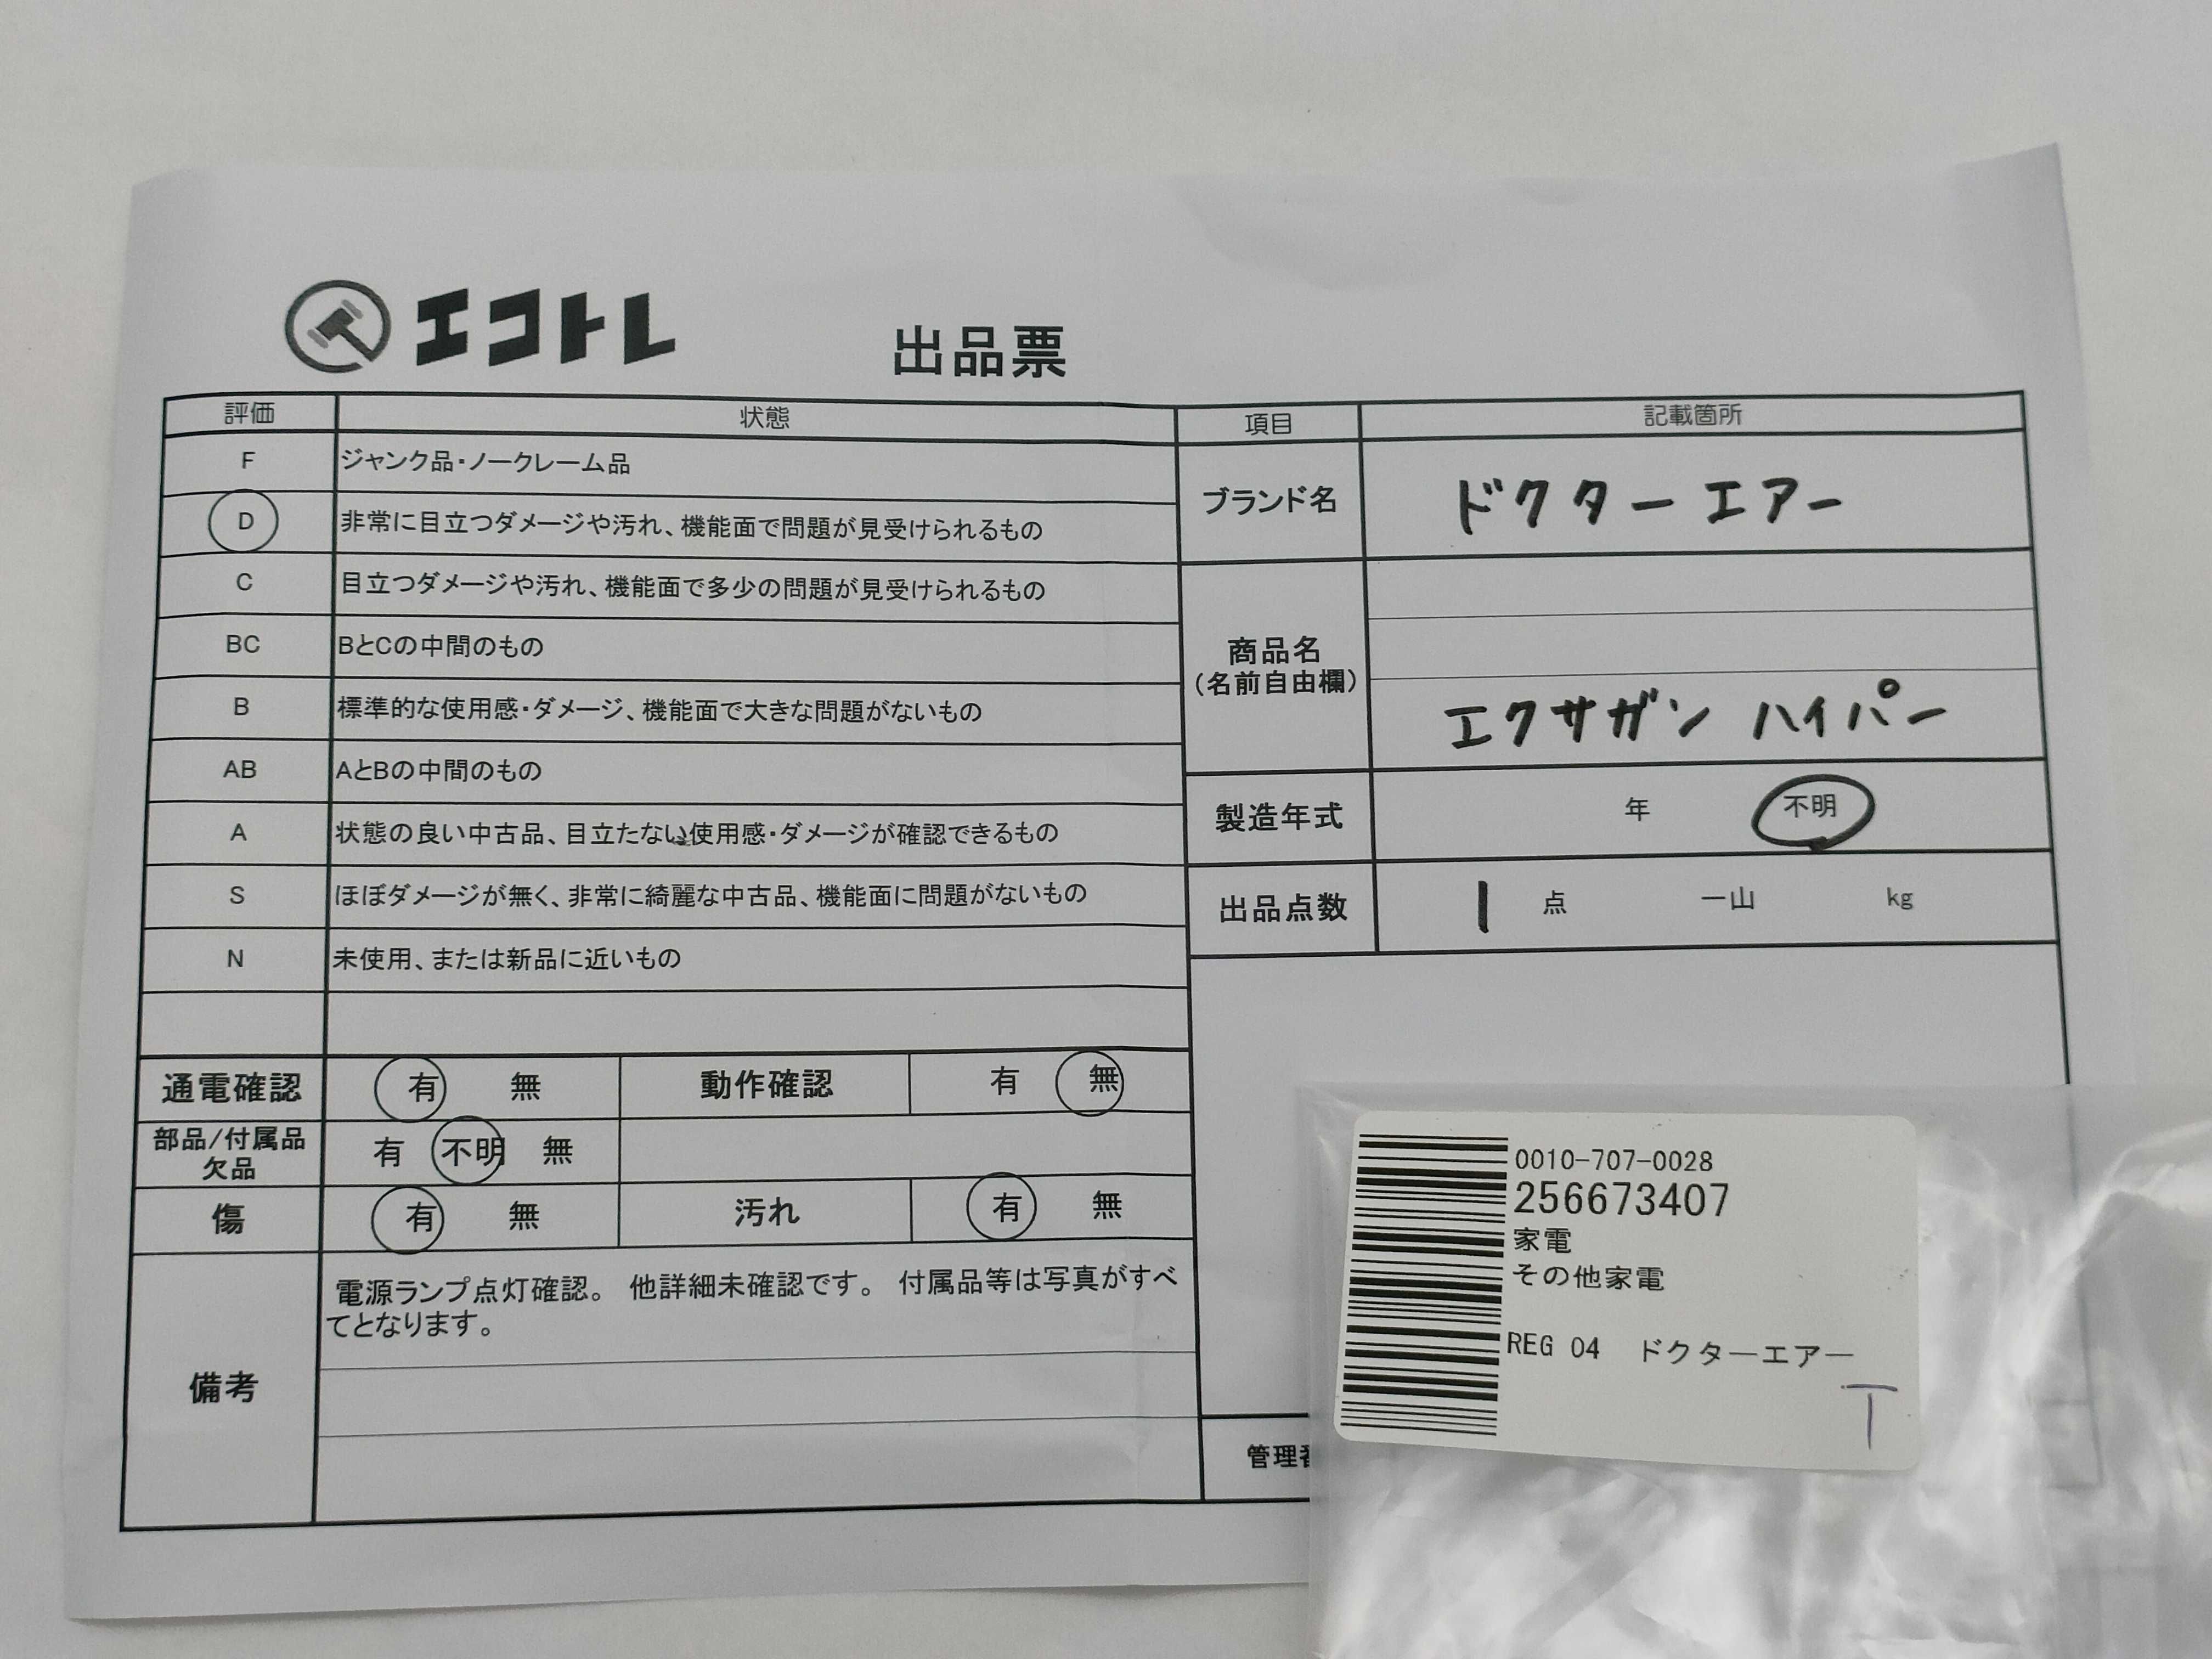 エコトレ
出品票
評価 状態
F ジャンク品・ノークレーム品
D 非常に目立つダメージや汚れ、機能面で問題が見受けられるもの
C 目立つダメージや汚れ、機能面で多少の問題が見受けられるもの
BC BとCの中間のもの
B 標準的な使用感・ダメージ、機能面で大きな問題がないもの
AB AとBの中間のもの
A 状態の良い中古品、目立たない使用感・ダメージが確認できるもの
S ほぼダメージが無く、非常に綺麗な中古品、機能面に問題がないもの
N 未使用、または新品に近いもの
通電確認 有 無 動作確認 有 無
部品/付属品
欠品 有 不明 無
傷 有 無 汚れ 有 無
備考
電源ランプ点灯確認。 他詳細未確認です。 付属品等は写真がすべ
てとなります。
項目 記載箇所
ブランド名 ドクターエアー
商品名
(名前自由欄)
エクサガン ハイパー
製造年式 年 不明
出品点数 1 点 一山 kg
管理
0010-707-0028
256673407
家電
その他家電
REG 04 ドクターエアー
T